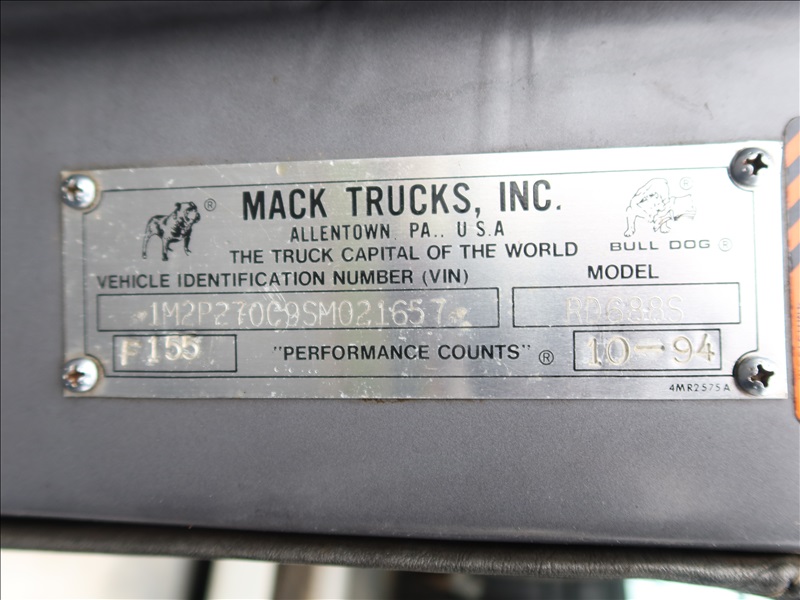 ® MACK TRUCKS, INC. ®
ALLENTOWN, PA., U.S.A
THE TRUCK CAPITAL OF THE WORLD BULL DOG ®
VEHICLE IDENTIFICATION NUMBER (VIN) MODEL
1M2P270C9SM021657 RD688S
F155 "PERFORMANCE COUNTS" ® 10-94
4MR2575A